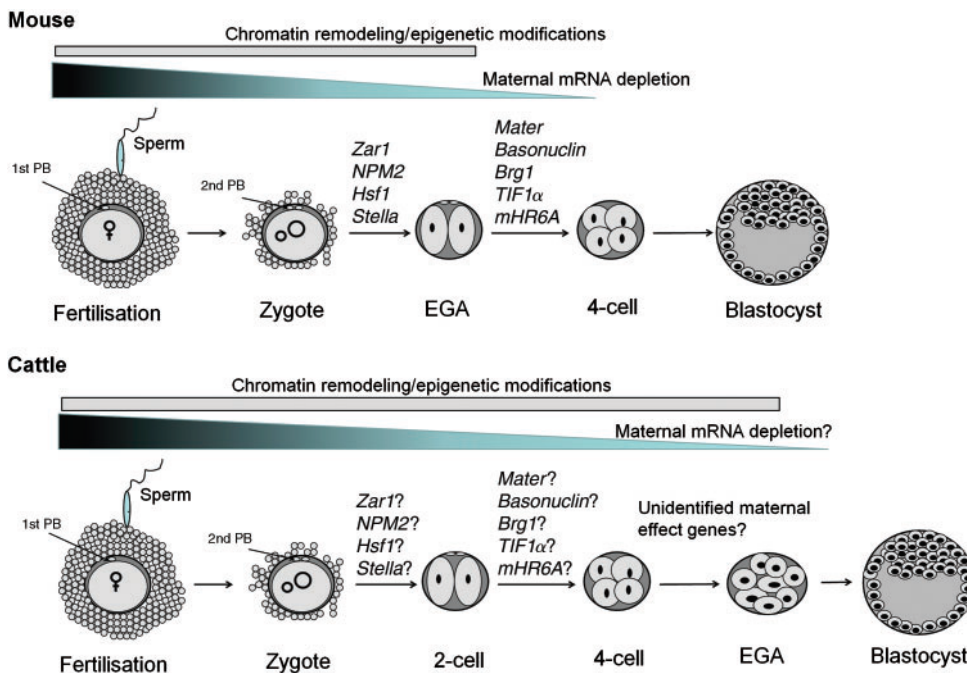 Mouse
Chromatin remodeling/epigenetic modifications
Maternal mRNA depletion
Sperm
1st PB
2nd PB
Zar1
NPM2
Hsf1
Stella
Mater
Basonuclin
Brg1
TIF1α
mHR6A
Fertilisation
Zygote
EGA
4-cell
Blastocyst
Cattle
Chromatin remodeling/epigenetic modifications
Maternal mRNA depletion?
Sperm
1st PB
2nd PB
Zar1?
NPM2?
Hsf1?
Stella?
Mater?
Basonuclin?
Brg1?
TIF1α?
mHR6A?
Unidentified maternal
effect genes?
Fertilisation
Zygote
2-cell
4-cell
EGA
Blastocyst